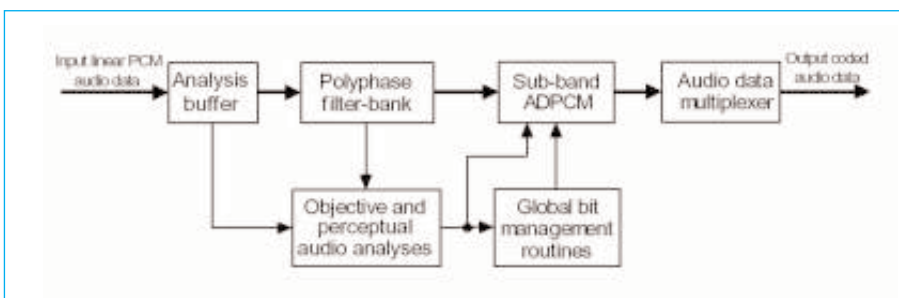 Input linear PCM
audio data
Analysis
buffer
Polyphase
filter-bank
Sub-band
ADPCM
Audio data
multiplexer
Output coded
audio data
Objective and
perceptual
audio analyses
Global bit
management
routines